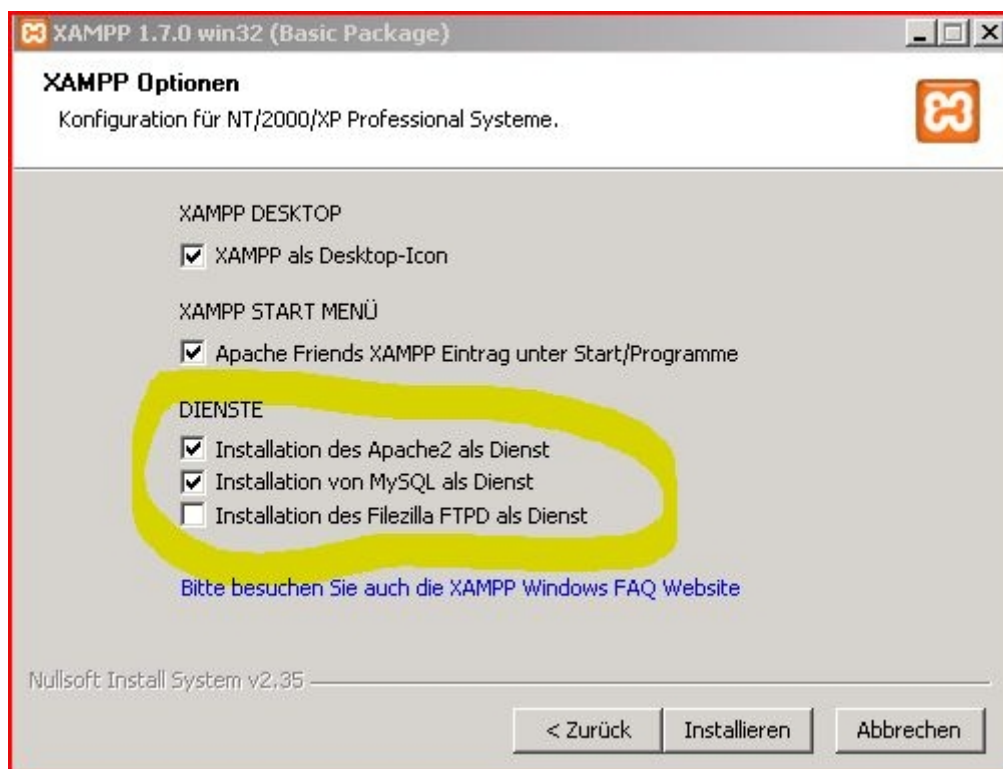 XAMPP 1.7.0 win32 (Basic Package)
XAMPP Optionen
Konfiguration für NT/2000/XP Professional Systeme.
XAMPP DESKTOP
XAMPP als Desktop-Icon
XAMPP START MENÜ
Apache Friends XAMPP Eintrag unter Start/Programme
DIENSTE
Installation des Apache2 als Dienst
Installation von MySQL als Dienst
Installation des Filezilla FTPD als Dienst
Bitte besuchen Sie auch die XAMPP Windows FAQ Website
Nullsoft Install System v2.35
< Zurück Installieren Abbrechen